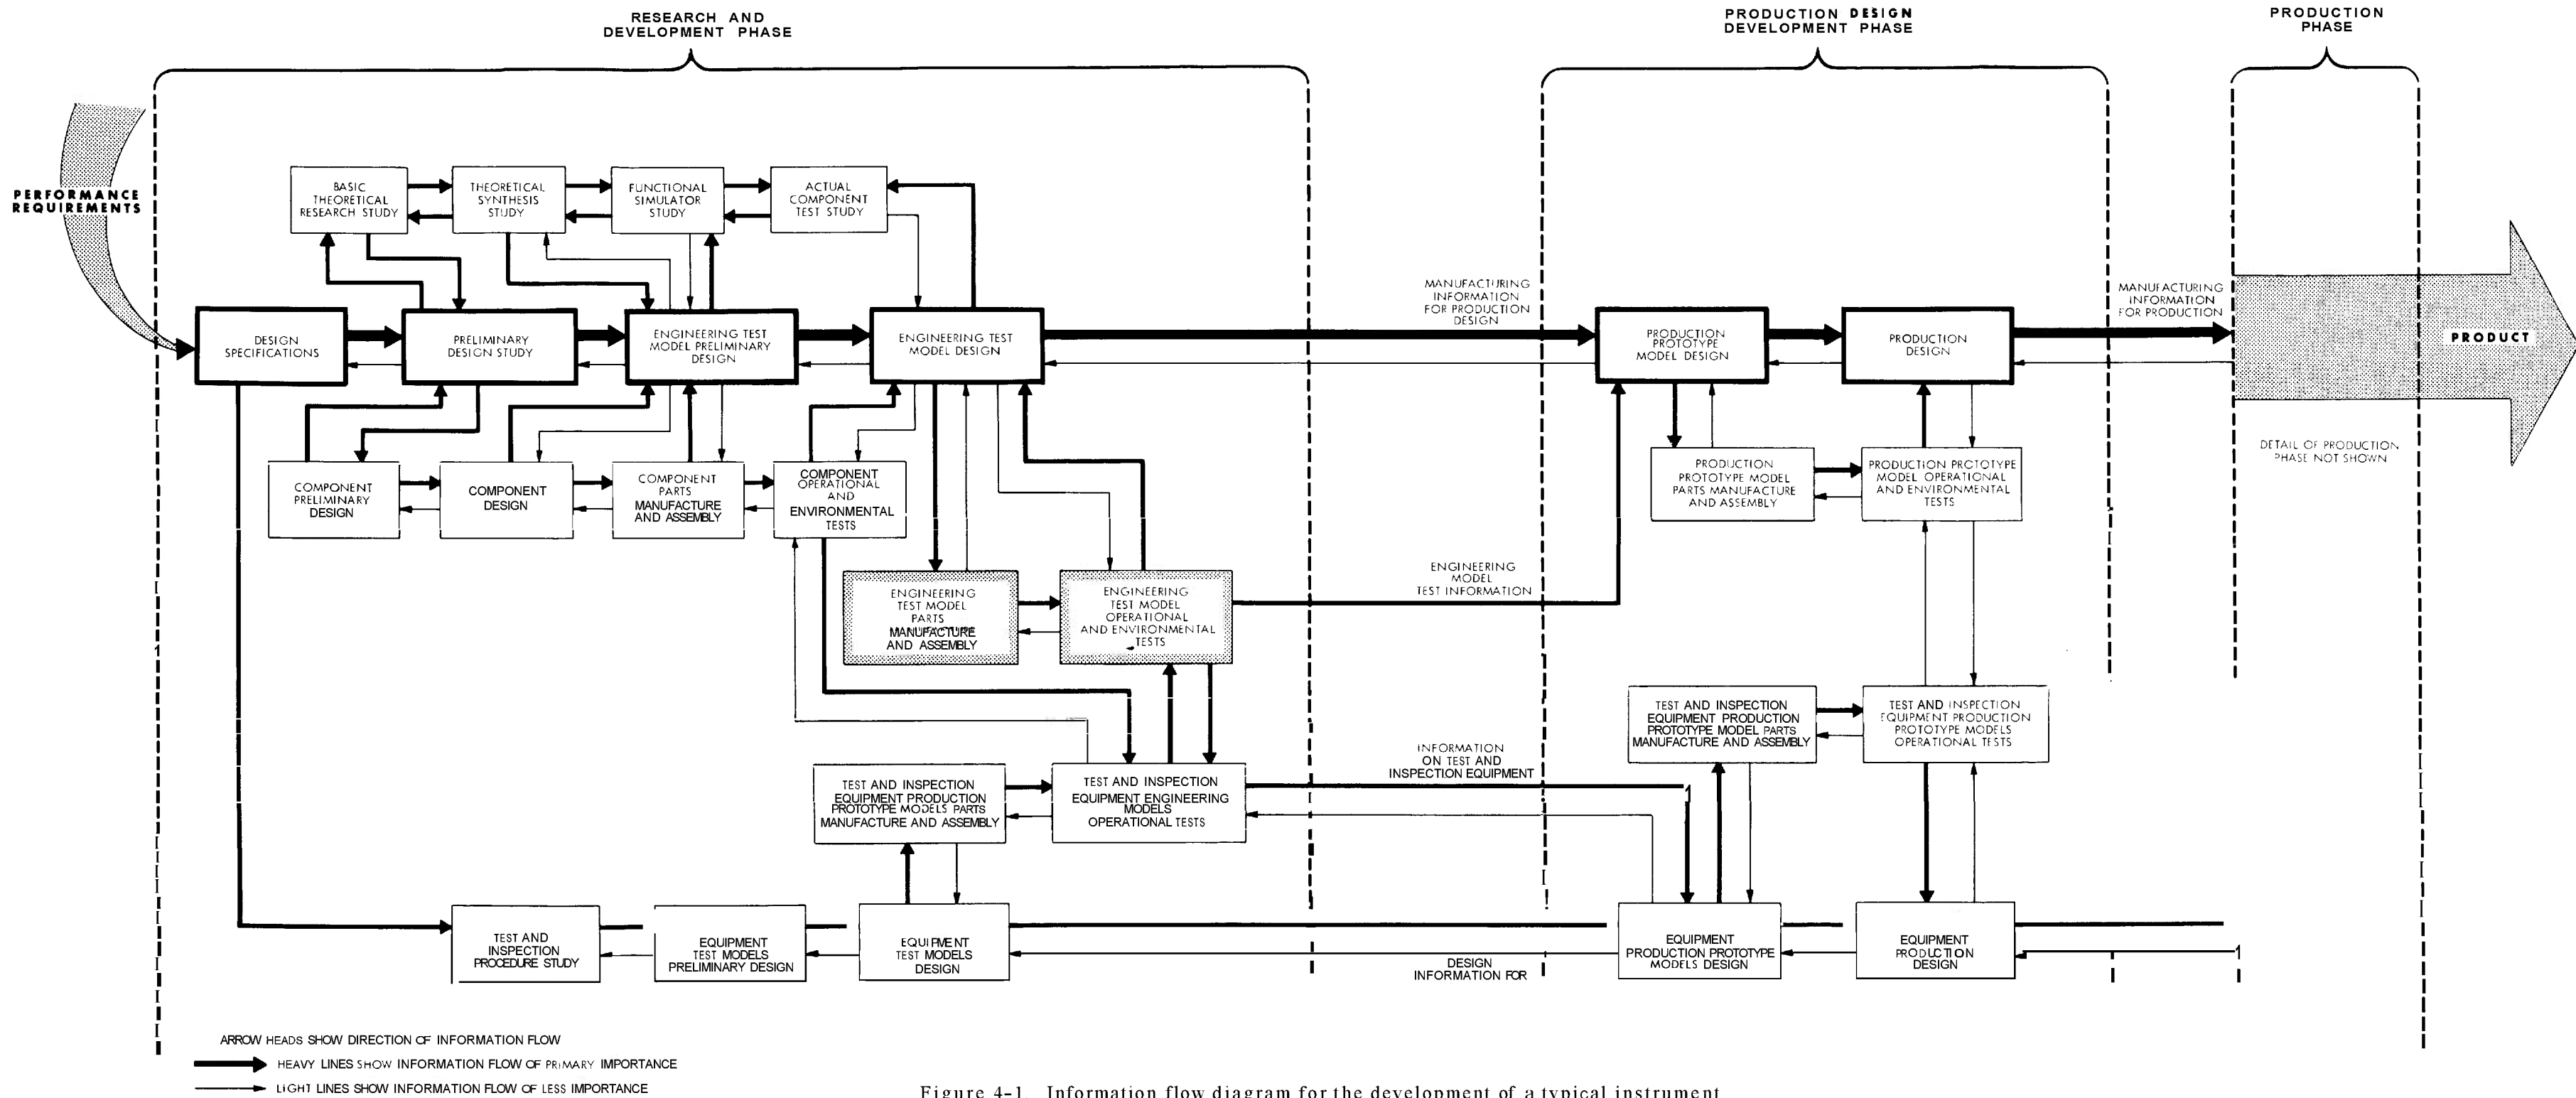 RESEARCH AND
DEVELOPMENT PHASE
PRODUCTION DESIGN
DEVELOPMENT PHASE
PRODUCTION
PHASE
PERFORMANCE
REQUIREMENTS
BASIC
THEORETICAL
RESEARCH STUDY
THEORETICAL
SYNTHESIS
STUDY
FUNCTIONAL
SIMULATOR
STUDY
ACTUAL
COMPONENT
TEST STUDY
DESIGN
SPECIFICATIONS
PRELIMINARY
DESIGN STUDY
ENGINEERING TEST
MODEL PRELIMINARY
DESIGN
ENGINEERING TEST
MODEL DESIGN
MANUFACTURING
INFORMATION
FOR PRODUCTION
DESIGN
PRODUCTION
PROTOTYPE
MODEL DESIGN
PRODUCTION
DESIGN
MANUFACTURING
INFORMATION
FOR PRODUCTION
PRODUCT
DETAIL OF PRODUCTION
PHASE NOT SHOWN
COMPONENT
PRELIMINARY
DESIGN
COMPONENT
DESIGN
COMPONENT
PARTS
MANUFACTURE
AND ASSEMBLY
COMPONENT
OPERATIONAL
AND
ENVIRONMENTAL
TESTS
PRODUCTION
PROTOTYPE MODEL
PARTS MANUFACTURE
AND ASSEMBLY
PRODUCTION PROTOTYPE
MODEL OPERATIONAL
AND ENVIRONMENTAL
TESTS
ENGINEERING
TEST MODEL
PARTS
MANUFACTURE
AND ASSEMBLY
ENGINEERING
TEST MODEL
OPERATIONAL
AND ENVIRONMENTAL
TESTS
ENGINEERING
MODEL
TEST INFORMATION
TEST AND INSPECTION
EQUIPMENT PRODUCTION
PROTOTYPE MODEL PARTS
MANUFACTURE AND ASSEMBLY
TEST AND INSPECTION
EQUIPMENT PRODUCTION
PROTOTYPE MODELS
OPERATIONAL TESTS
TEST AND INSPECTION
EQUIPMENT PRODUCTION
PROTOTYPE MODELS PARTS
MANUFACTURE AND ASSEMBLY
TEST AND INSPECTION
EQUIPMENT ENGINEERING
MODELS
OPERATIONAL TESTS
INFORMATION
ON TEST AND
INSPECTION EQUIPMENT
TEST AND
INSPECTION
PROCEDURE STUDY
EQUIPMENT
TEST MODELS
PRELIMINARY DESIGN
EQUIPMENT
TEST MODELS
DESIGN
DESIGN
INFORMATION FOR
EQUIPMENT
PRODUCTION PROTOTYPE
MODELS DESIGN
EQUIPMENT
PRODUCTION
DESIGN
ARROW HEADS SHOW DIRECTION OF INFORMATION FLOW
HEAVY LINES SHOW INFORMATION FLOW OF PRIMARY IMPORTANCE
LIGHT LINES SHOW INFORMATION FLOW OF LESS IMPORTANCE
Figure 4-1. Information flow diagram for the development of a typical instrument